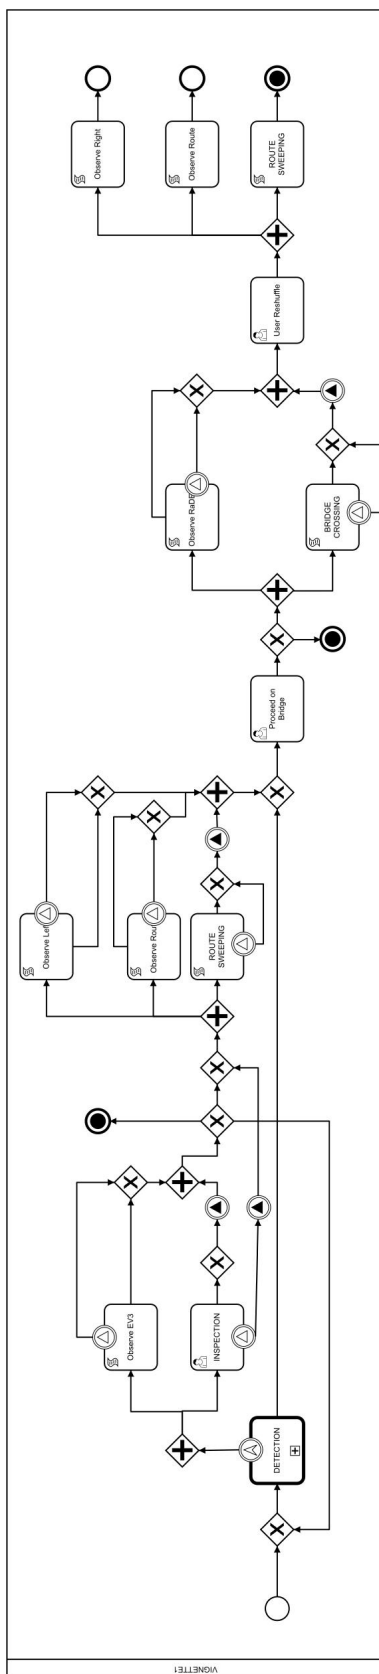 VIGNETTE1
DETECTION
Observe EV3
INSPECTION
Observe Left
Observe Rout
ROUTE
SWEEPING
Proceed on
Bridge
Observe RaDE
BRIDGE
CROSSING
User Reshuffle
Observe Right
Observe Route
ROUTE
SWEEPING